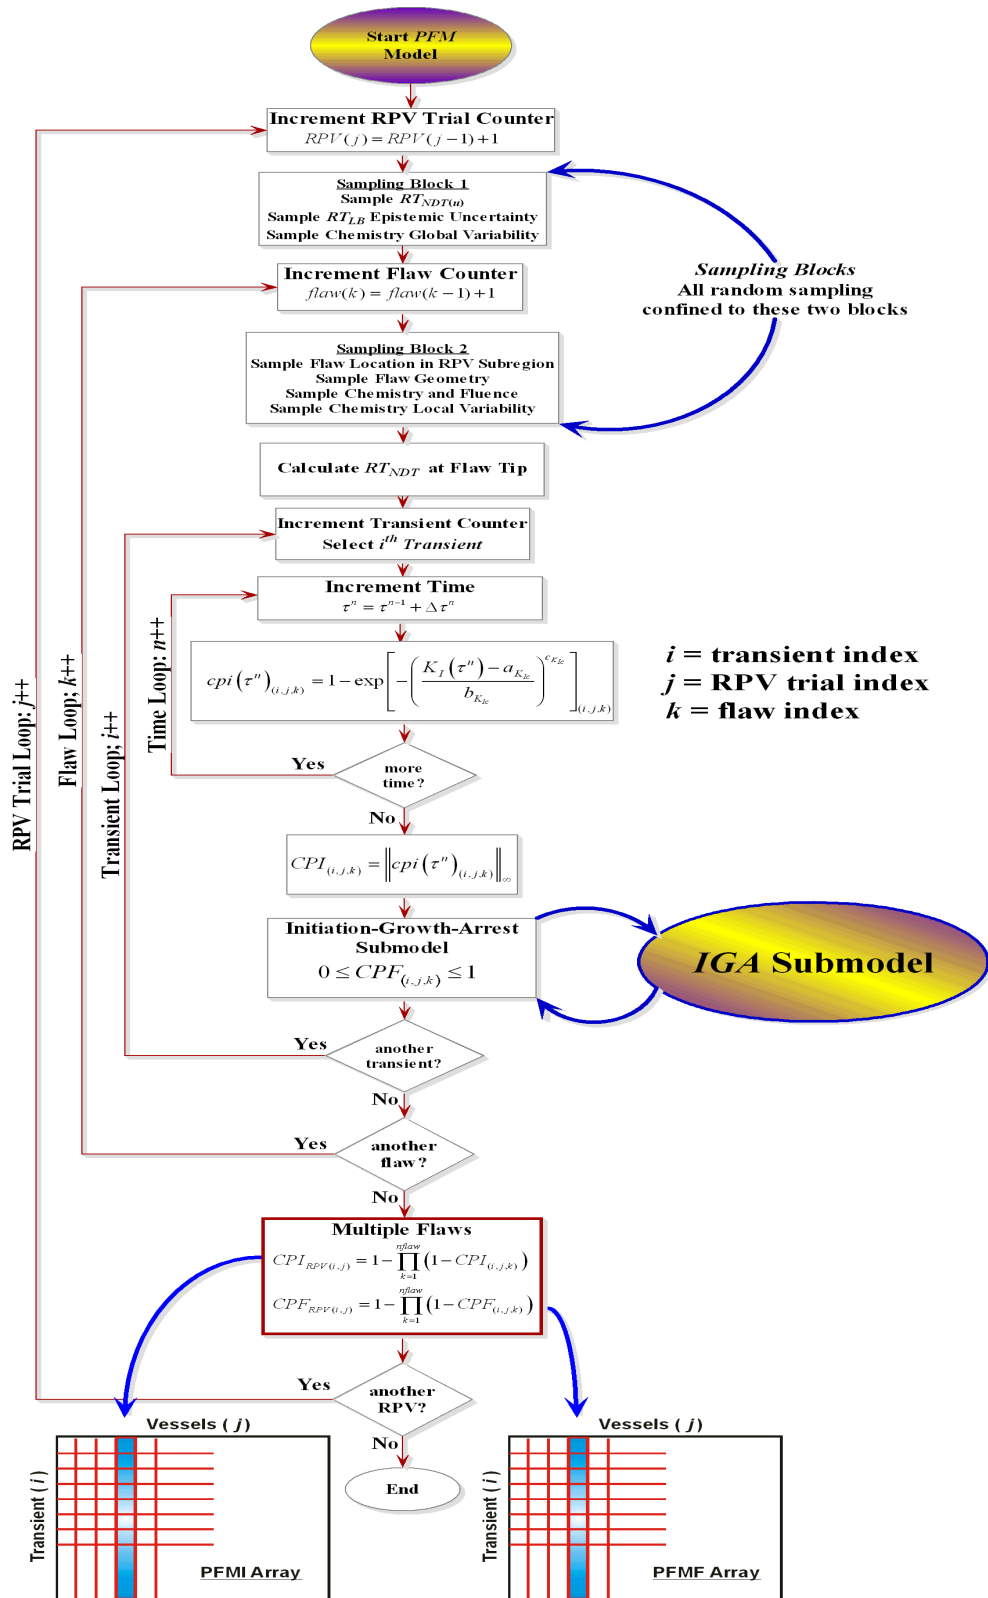 Start PFM
Model
Increment RPV Trial Counter
RPV(j) = RPV(j−1)+1
Sampling Block 1
Sample RT_NDT(u)
Sample RT_LB Epistemic Uncertainty
Sample Chemistry Global Variability
Increment Flaw Counter
flaw(k) = flaw(k−1)+1
Sampling Blocks
All random sampling
confined to these two blocks
Sampling Block 2
Sample Flaw Location in RPV Subregion
Sample Flaw Geometry
Sample Chemistry and Fluence
Sample Chemistry Local Variability
Calculate RT_NDT at Flaw Tip
Increment Transient Counter
Select i^th Transient
Increment Time
τ^n = τ^(n−1) + Δτ^n
cpi(τ^n)_(i,j,k) = 1 − exp[−((K_I(τ^n) − a_K_Ic) / b_K_Ic)^c_K_Ic]_(i,j,k)
i = transient index
j = RPV trial index
k = flaw index
RPV Trial Loop: j++
Flaw Loop; k++
Transient Loop; i++
Time Loop: n++
Yes
more
time?
No
CPI_(i,j,k) = ‖cpi(τ^n)_(i,j,k)‖_∞
Initiation-Growth-Arrest
Submodel
0 ≤ CPF_(i,j,k) ≤ 1
IGA Submodel
Yes
another
transient?
No
Yes
another
flaw?
No
Multiple Flaws
CPI_RPV(i,j) = 1 − ∏_{k=1}^{nflaw} (1 − CPI_(i,j,k))
CPF_RPV(i,j) = 1 − ∏_{k=1}^{nflaw} (1 − CPF_(i,j,k))
Yes
another
RPV?
No
End
Vessels ( j )
Transient ( i )
PFMI Array
Vessels ( j )
Transient ( i )
PFMF Array